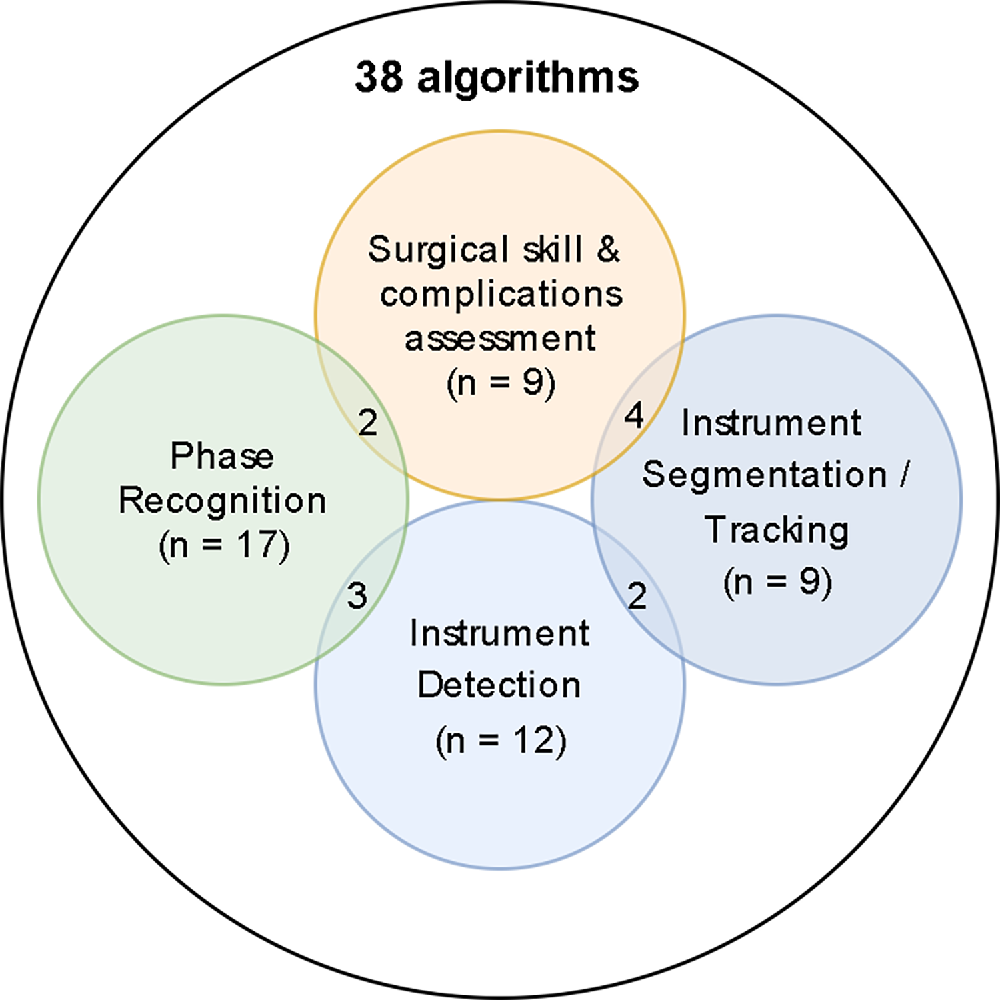 38 algorithms
Surgical skill &
complications
assessment
(n = 9)
2
4
Phase
Recognition
(n = 17)
Instrument
Segmentation /
Tracking
(n = 9)
3
2
Instrument
Detection
(n = 12)